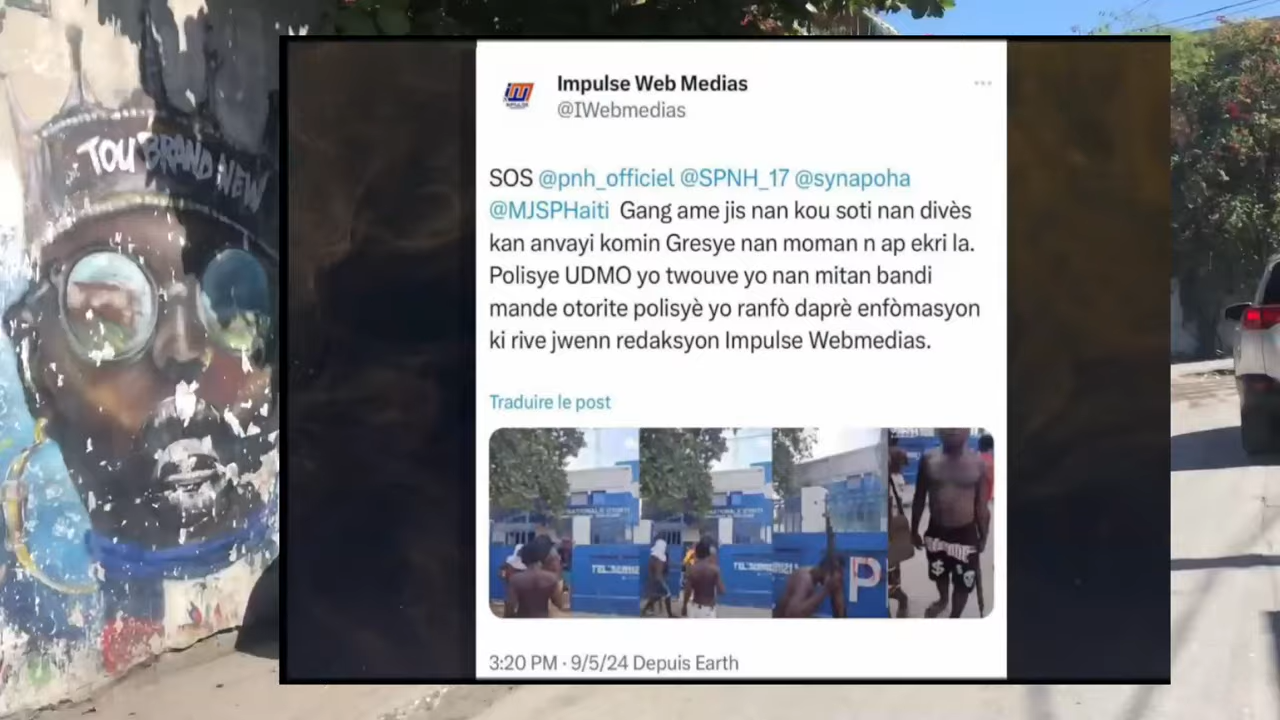 TOU BRAND NEW
Impulse Web Medias
@IWebmedias
SOS @pnh_officiel @SPNH_17 @synapoha
@MJSPHaiti Gang ame jis nan kou soti nan divès
kan anvayi komin Gresye nan moman n ap ekri la.
Polisye UDMO yo twouve yo nan mitan bandi
mande otorite polisyè yo ranfò daprè enfòmasyon
ki rive jwenn redaksyon Impulse Webmedias.
Traduire le post
P
3:20 PM · 9/5/24 Depuis Earth